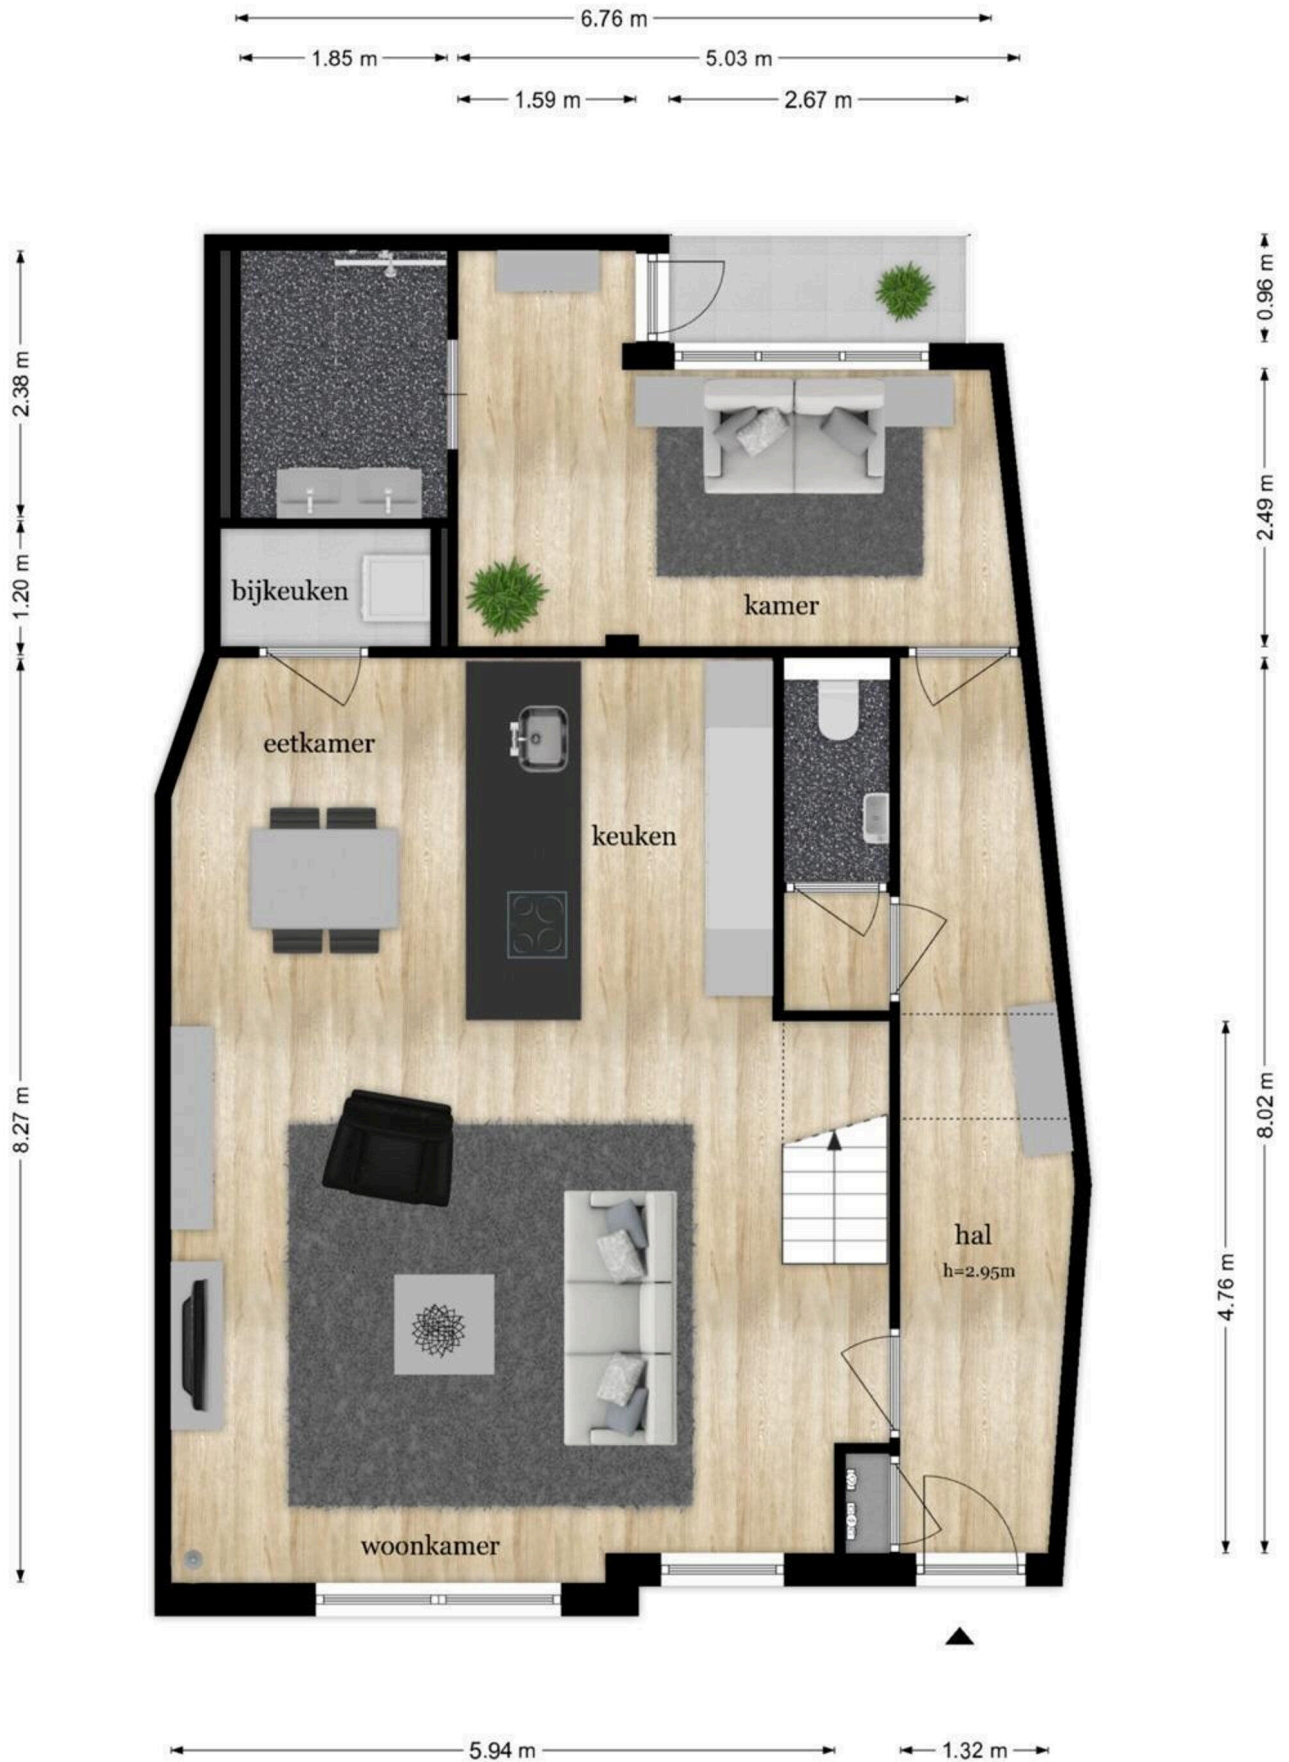 6.76 m
1.85 m
5.03 m
1.59 m
2.67 m
0.96 m
2.38 m
2.49 m
1.20 m
bijkeuken
kamer
eetkamer
keuken
8.27 m
8.02 m
hal
h=2.95m
4.76 m
woonkamer
5.94 m
1.32 m